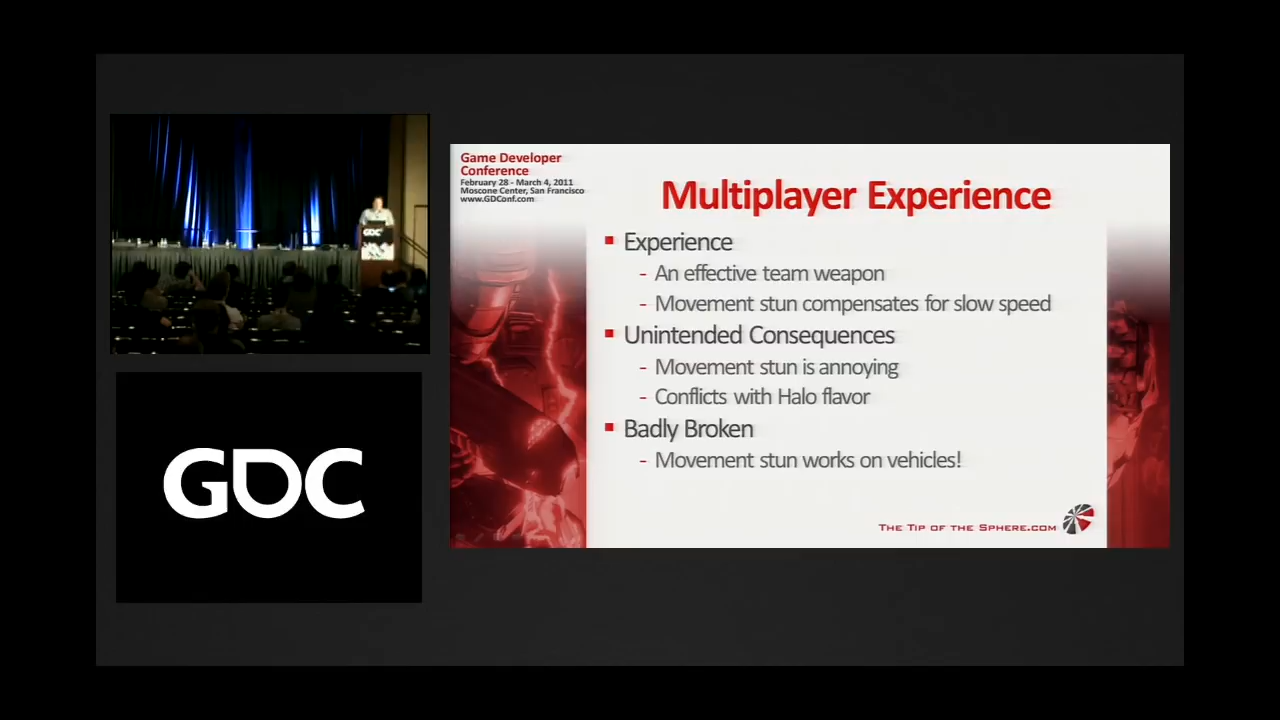 Game Developer
Conference
February 28 - March 4, 2011
Moscone Center, San Francisco
www.GDConf.com
Multiplayer Experience
Experience
- An effective team weapon
- Movement stun compensates for slow speed
Unintended Consequences
- Movement stun is annoying
- Conflicts with Halo flavor
Badly Broken
- Movement stun works on vehicles!
The Tip of the Sphere.com
GDC
GDC